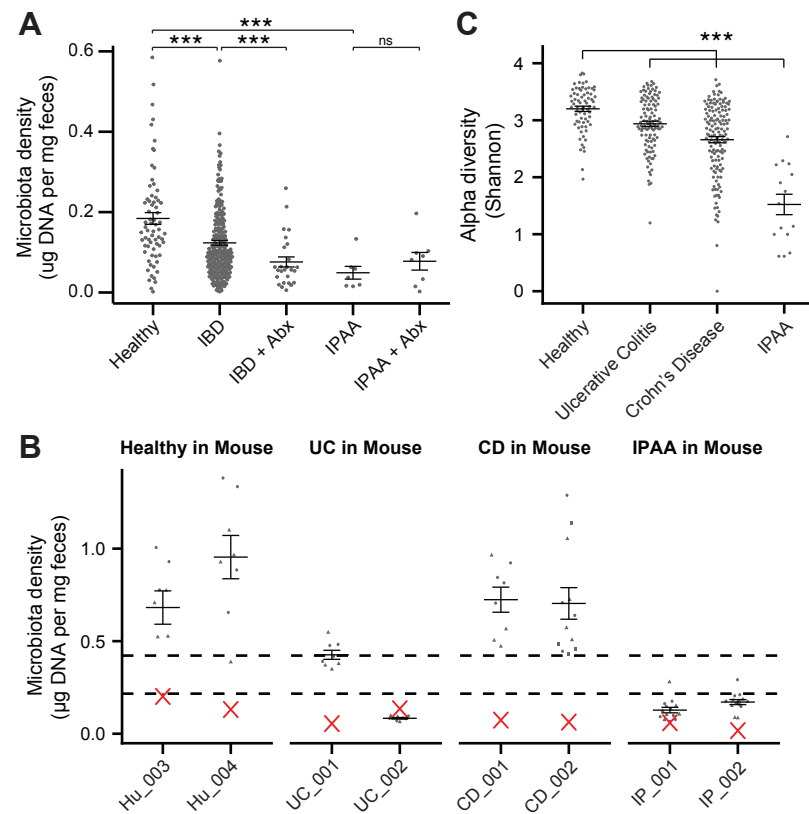 A
Microbiota density
(ug DNA per mg feces)
0.6
0.4
0.2
0.0
***
*** ***
ns
Healthy
IBD
IBD + Abx
IPAA
IPAA + Abx
C
Alpha diversity
(Shannon)
4
3
2
1
0
***
Healthy
Ulcerative Colitis
Crohn's Disease
IPAA
B
Healthy in Mouse UC in Mouse CD in Mouse IPAA in Mouse
Microbiota density
(µg DNA per mg feces)
1.0
0.5
0.0
Hu_003
Hu_004
UC_001
UC_002
CD_001
CD_002
IP_001
IP_002